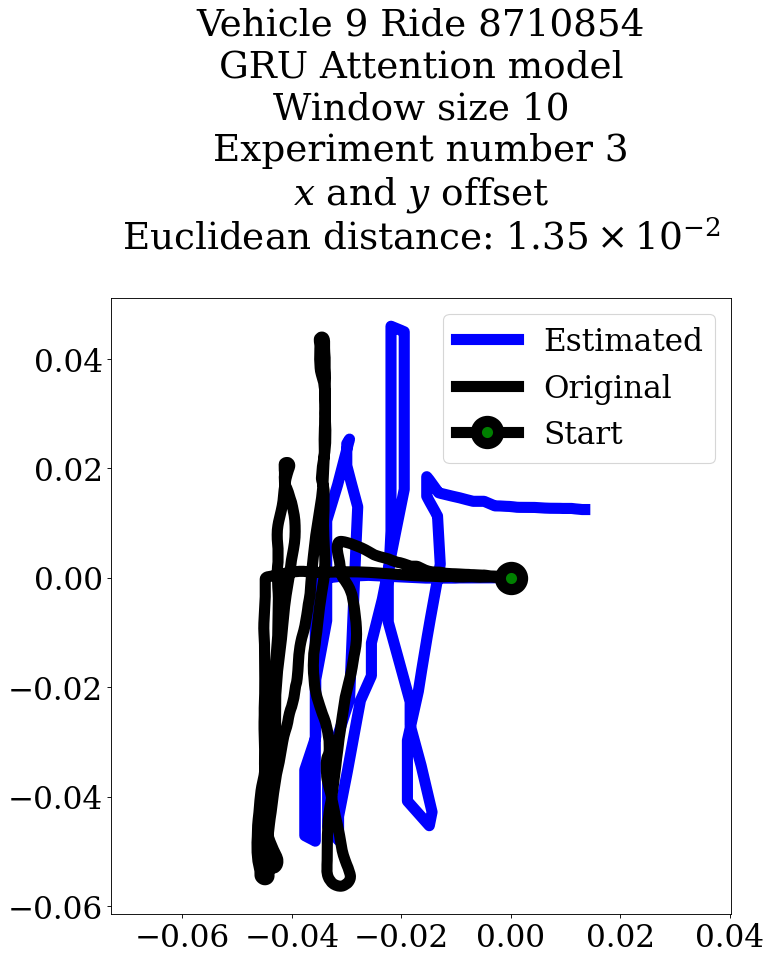 Vehicle 9 Ride 8710854
GRU Attention model
Window size 10
Experiment number 3
x and y offset
Euclidean distance: 1.35 × 10⁻²
Estimated
Original
Start
0.04
0.02
0.00
−0.02
−0.04
−0.06
−0.06 −0.04 −0.02 0.00 0.02 0.04